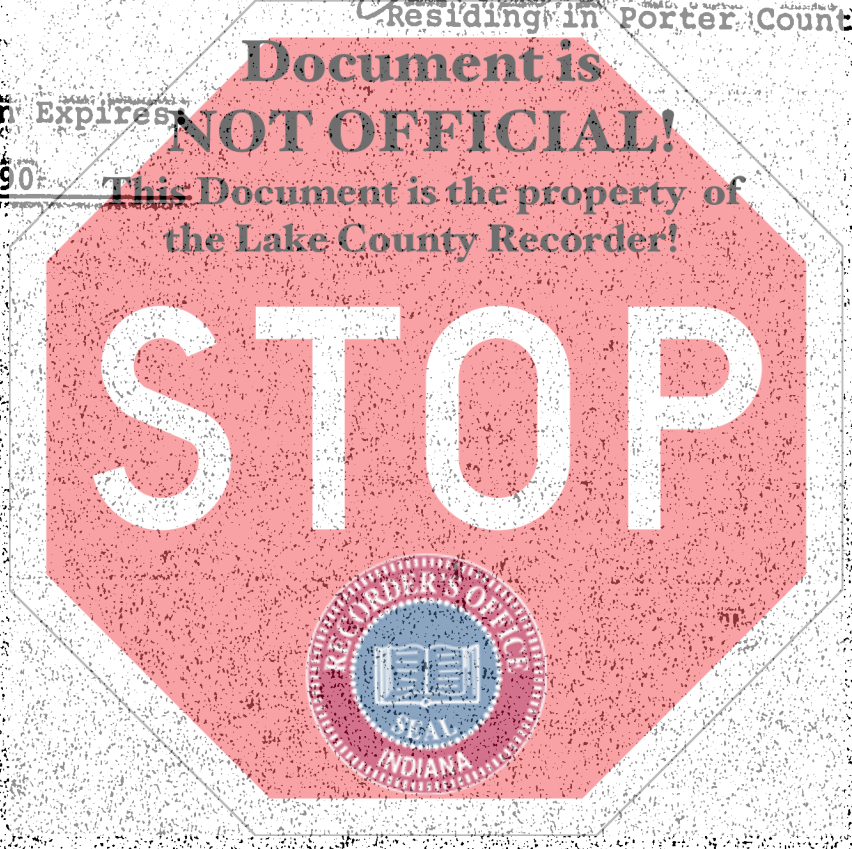 Residing in Porter Count
Document is
n Expires
NOT OFFICIAL!
90-
This Document is the property of
the Lake County Recorder!
STOP
RECORDER'S OFFICE
SEAL
INDIANA